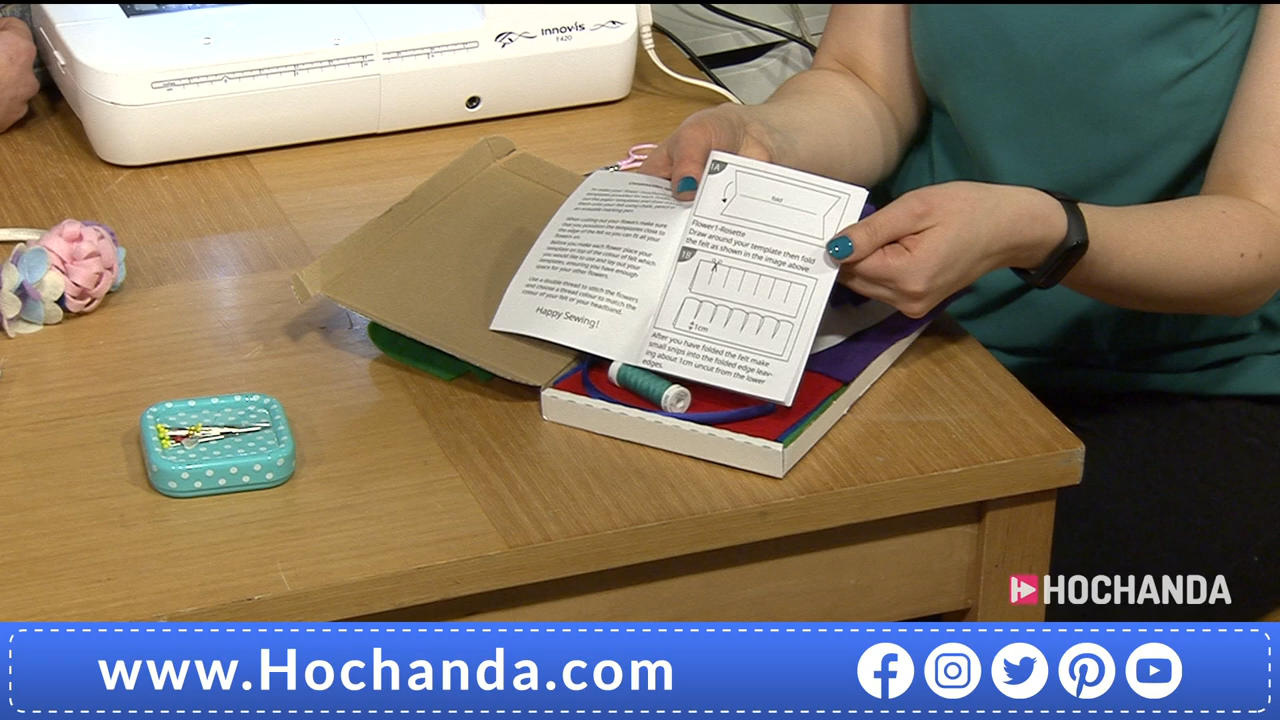 innov-is
F420
When cutting out your flowers make sure
that you position the templates close to
the edge of the felt so you can fit all your
flowers on.
Before you make each flower place your
template on top of the colour of felt which
you would like to use and lay out your
templates, ensuring you have enough
space for your other flowers.
Use a double thread to stitch the flowers
and choose a thread colour to match the
colour of your felt or your headband.
Happy Sewing!
1A
fold
Flower1-Rosette
Draw around your template then fold
the felt as shown in the image above
1B
1cm
After you have folded the felt make
small snips into the folded edge leav-
ing about 1cm uncut from the lower
edges.
HOCHANDA
www.Hochanda.com